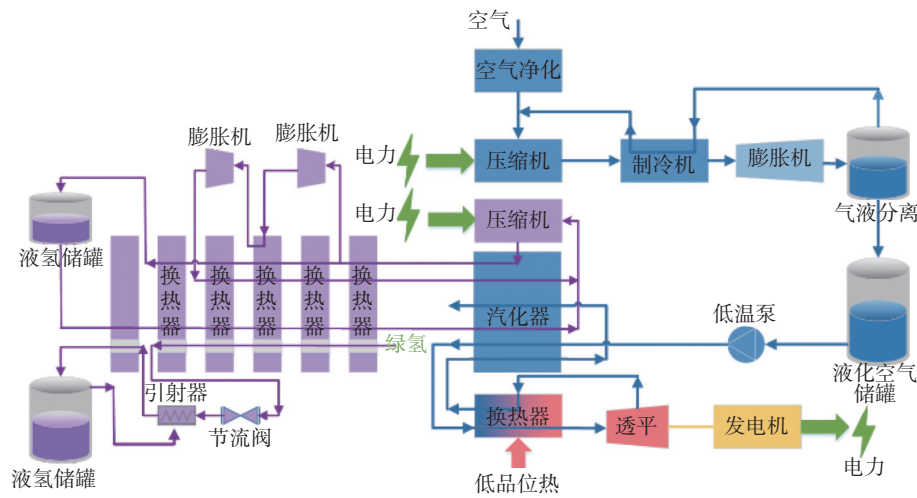 空气
空气净化
膨胀机
膨胀机
电力
压缩机
制冷机
膨胀机
气液分离
电力
压缩机
液氢储罐
换热器
换热器
换热器
换热器
换热器
汽化器
绿氢
低温泵
液化空气
储罐
引射器
节流阀
液氢储罐
换热器
透平
发电机
电力
低品位热